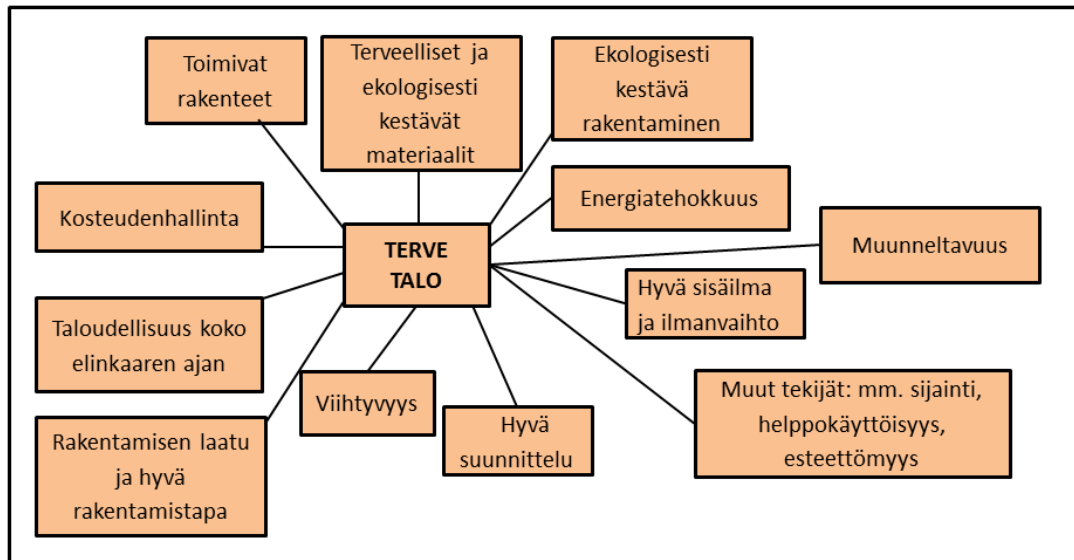 Toimivat
rakenteet
Terveelliset ja
ekologisesti
kestävät
materiaalit
Ekologisesti
kestävä
rakentaminen
Kosteudenhallinta
Energiatehokkuus
TERVE
TALO
Muunneltavuus
Taloudellisuus koko
elinkaaren ajan
Hyvä sisäilma
ja ilmanvaihto
Viihtyvyys
Hyvä
suunnittelu
Muut tekijät: mm. sijainti,
helppokäyttöisyys,
esteettömyys
Rakentamisen laatu
ja hyvä
rakentamistapa